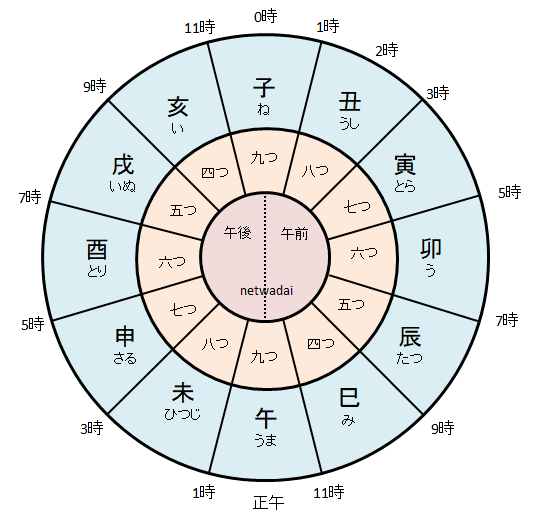 0時
1時
2時
3時
5時
7時
9時
11時
正午
1時
3時
5時
7時
9時
11時
子
ね
丑
うし
寅
とら
卯
う
辰
たつ
巳
み
午
うま
未
ひつじ
申
さる
酉
とり
戌
いぬ
亥
い
九つ
八つ
七つ
六つ
五つ
四つ
九つ
八つ
七つ
六つ
五つ
四つ
午後
午前
netwadai